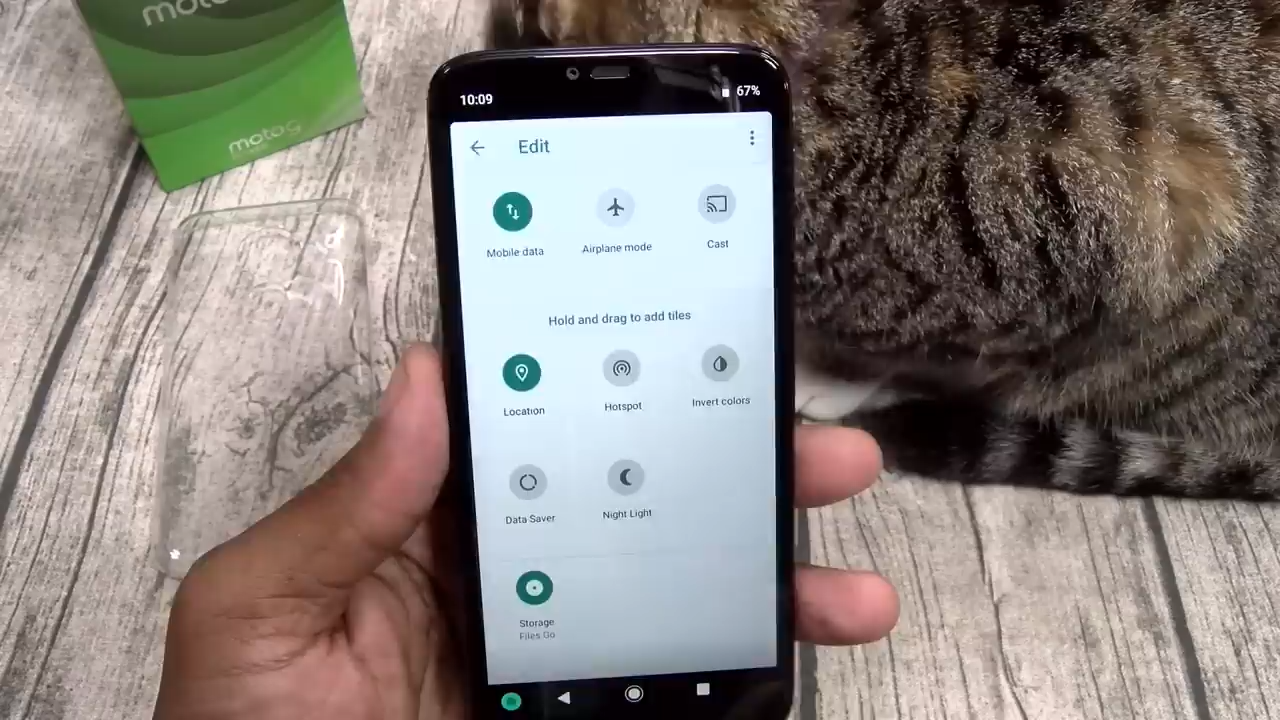 moto
moto g
10:09
67%
Edit
Mobile data
Airplane mode
Cast
Hold and drag to add tiles
Location
Hotspot
Invert colors
Data Saver
Night Light
Storage
Files Go